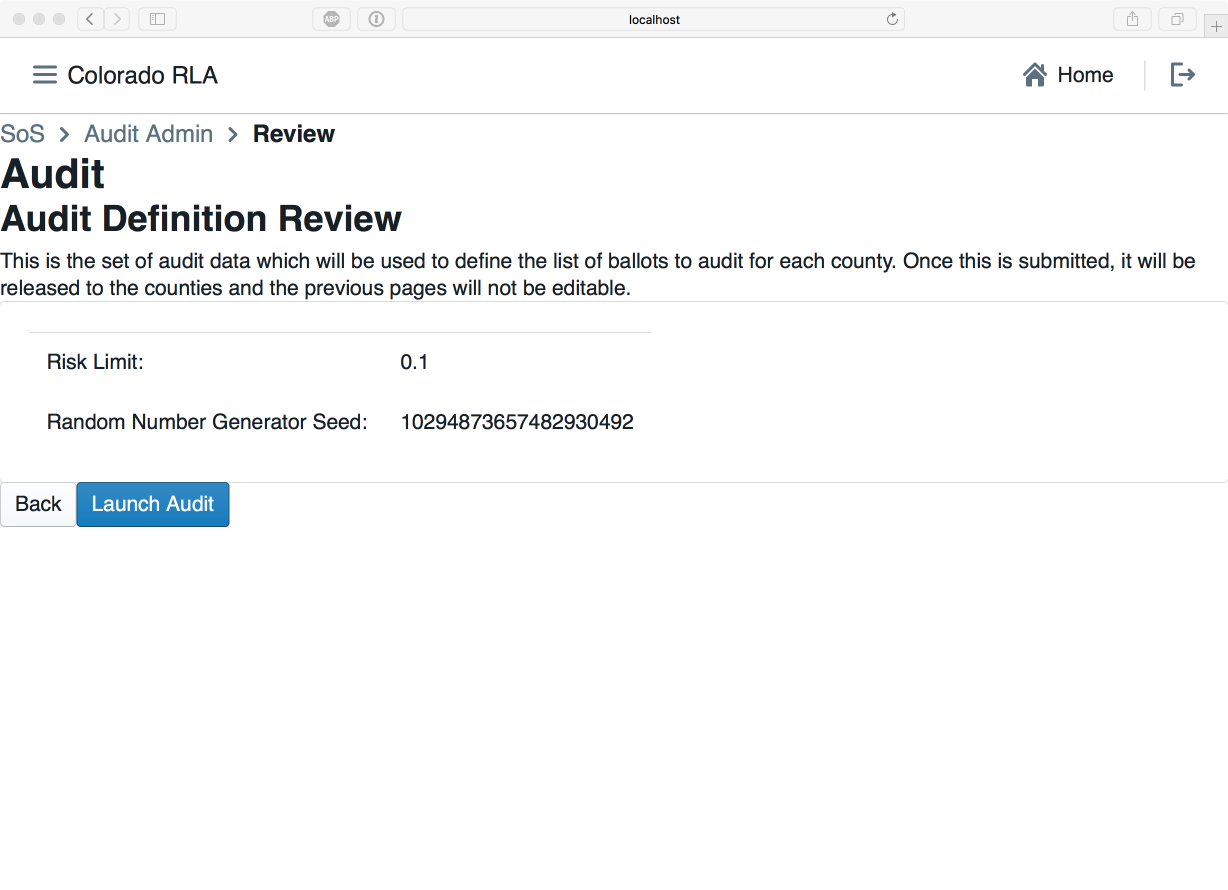 ABP
localhost
Colorado RLA
Home
SoS > Audit Admin > Review
Audit
Audit Definition Review
This is the set of audit data which will be used to define the list of ballots to audit for each county. Once this is submitted, it will be
released to the counties and the previous pages will not be editable.
Risk Limit: 0.1
Random Number Generator Seed: 10294873657482930492
Back Launch Audit